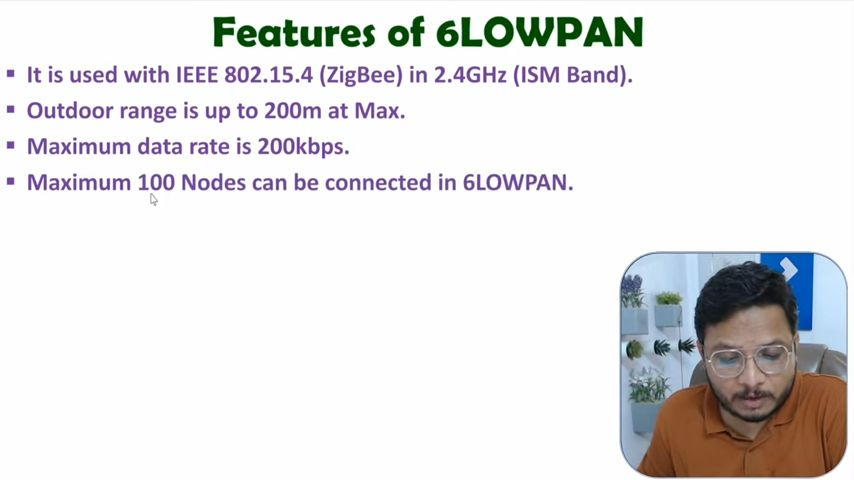 Features of 6LOWPAN
▪ It is used with IEEE 802.15.4 (ZigBee) in 2.4GHz (ISM Band).
▪ Outdoor range is up to 200m at Max.
▪ Maximum data rate is 200kbps.
▪ Maximum 100 Nodes can be connected in 6LOWPAN.